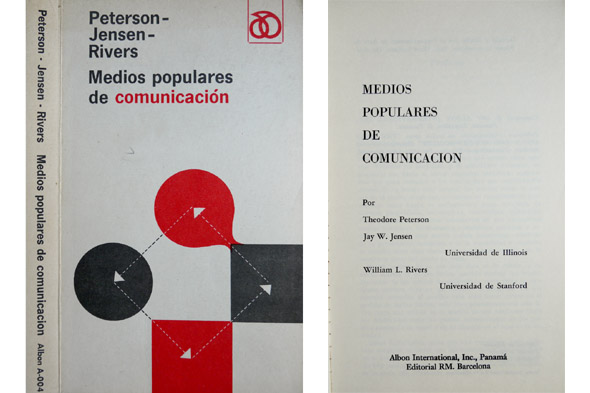 Peterson · Jensen · Rivers Medios populares de comunicacion Albon A-004
Peterson-
Jensen-
Rivers
Medios populares
de comunicación
MEDIOS
POPULARES
DE
COMUNICACION
Por
Theodore Peterson
Jay W. Jensen
Universidad de Illinois
William L. Rivers
Universidad de Stanford
Albon International, Inc., Panamá
Editorial RM. Barcelona